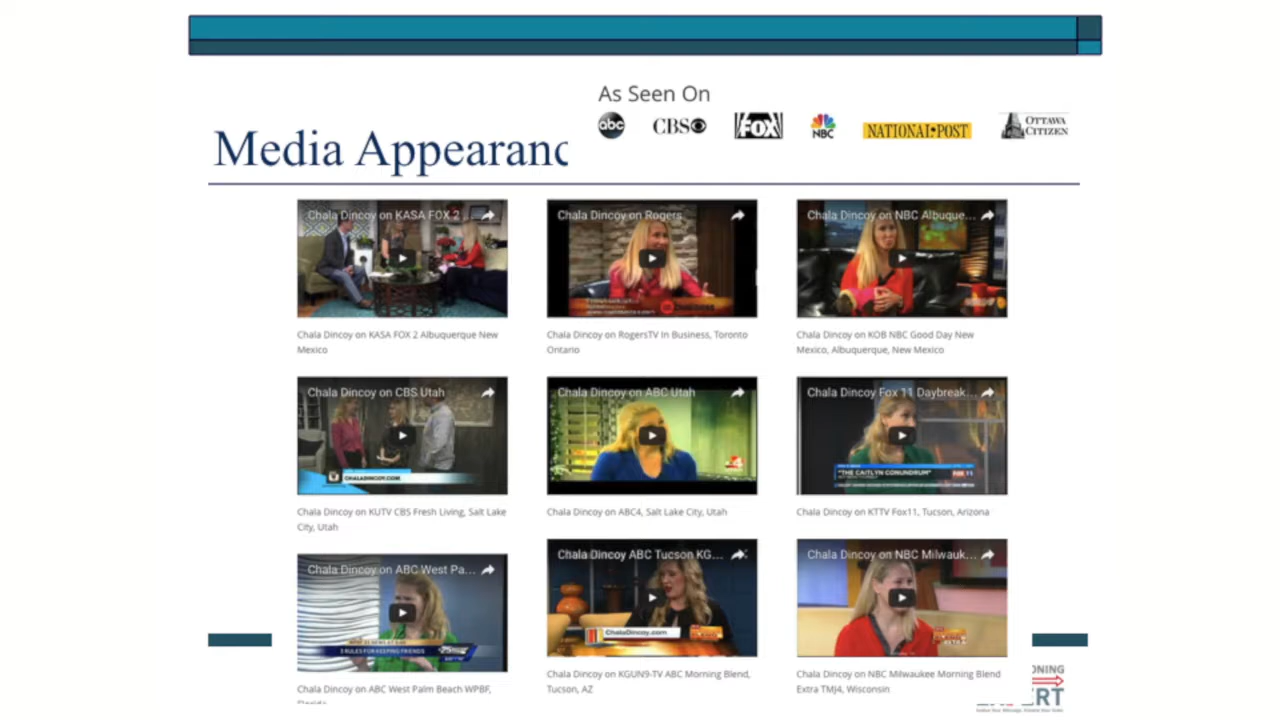 As Seen On
abc
CBS
FOX
NBC
NATIONAL POST
OTTAWA
CITIZEN
Media Appearanc
Chala Dincoy on KASA FOX 2
Chala Dincoy on Rogers
Chala Dincoy on NBC Albuque...
Chala Dincoy on KASA FOX 2 Albuquerque New
Mexico
Chala Dincoy on RogersTV In Business, Toronto
Ontario
Chala Dincoy on KOB NBC Good Day New
Mexico, Albuquerque, New Mexico
Chala Dincoy on CBS Utah
CHALADINCOY.COM
Chala Dincoy on ABC Utah
4
Chala Dincoy Fox 11 Daybreak...
"THE CAITLYN CONUNDRUM"
FOX 11
Chala Dincoy on KUTV CBS Fresh Living, Salt Lake
City, Utah
Chala Dincoy on ABC4, Salt Lake City, Utah
Chala Dincoy on KTTV Fox11, Tucson, Arizona
Chala Dincoy on ABC West Pa...
3 RULES FOR KEEPING FRIENDS
Chala Dincoy ABC Tucson KG...
ChalaDincoy.com
Chala Dincoy on NBC Milwauk...
Chala Dincoy on ABC West Palm Beach WPBF,
Florida
Chala Dincoy on KGUN9-TV ABC Morning Blend,
Tucson, AZ
Chala Dincoy on NBC Milwaukee Morning Blend
Extra TMJ4, Wisconsin
ONING